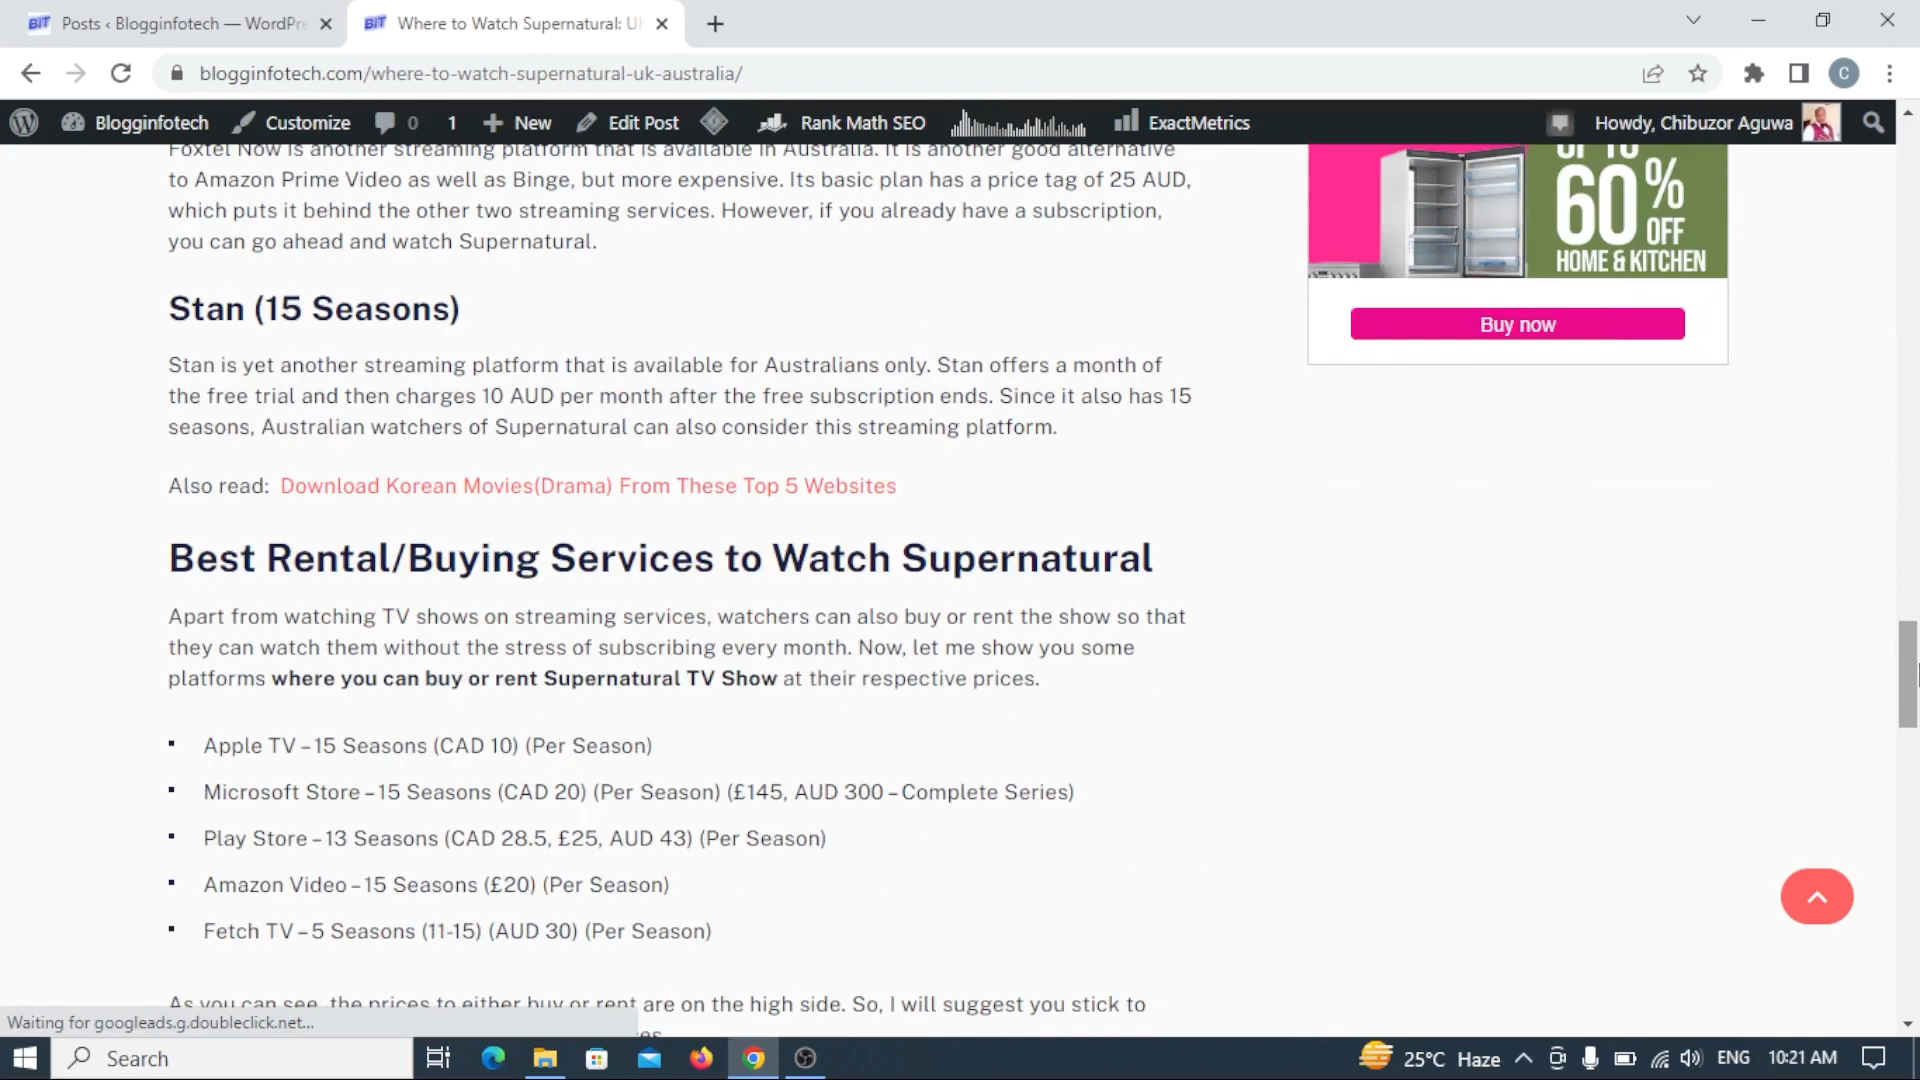 Posts ‹ Blogginfotech — WordPre
Where to Watch Supernatural: U
blogginfotech.com/where-to-watch-supernatural-uk-australia/
C
Blogginfotech
Customize
0
1
New
Edit Post
Rank Math SEO
ExactMetrics
Howdy, Chibuzor Aguwa
Foxtel Now is another streaming platform that is available in Australia. It is another good alternative
to Amazon Prime Video as well as Binge, but more expensive. Its basic plan has a price tag of 25 AUD,
which puts it behind the other two streaming services. However, if you already have a subscription,
you can go ahead and watch Supernatural.
UP TO
60%
OFF
HOME & KITCHEN
Buy now
Stan (15 Seasons)
Stan is yet another streaming platform that is available for Australians only. Stan offers a month of
the free trial and then charges 10 AUD per month after the free subscription ends. Since it also has 15
seasons, Australian watchers of Supernatural can also consider this streaming platform.
Also read: Download Korean Movies(Drama) From These Top 5 Websites
Best Rental/Buying Services to Watch Supernatural
Apart from watching TV shows on streaming services, watchers can also buy or rent the show so that
they can watch them without the stress of subscribing every month. Now, let me show you some
platforms where you can buy or rent Supernatural TV Show at their respective prices.
▪ Apple TV – 15 Seasons (CAD 10) (Per Season)
▪ Microsoft Store – 15 Seasons (CAD 20) (Per Season) (£145, AUD 300 – Complete Series)
▪ Play Store – 13 Seasons (CAD 28.5, £25, AUD 43) (Per Season)
▪ Amazon Video – 15 Seasons (£20) (Per Season)
▪ Fetch TV – 5 Seasons (11-15) (AUD 30) (Per Season)
As you can see, the prices to either buy or rent are on the high side. So, I will suggest you stick to
Waiting for googleads.g.doubleclick.net...
Search
25°C Haze
ENG
10:21 AM